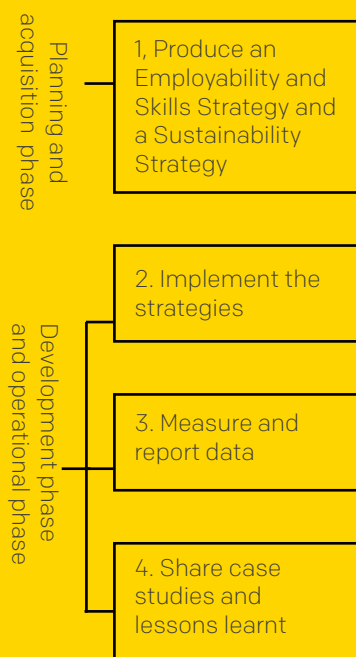 Planning and
acquisition phase
1, Produce an
Employability and
Skills Strategy and
a Sustainability
Strategy
Development phase
and operational phase
2. Implement the
strategies
3. Measure and
report data
4. Share case
studies and
lessons learnt